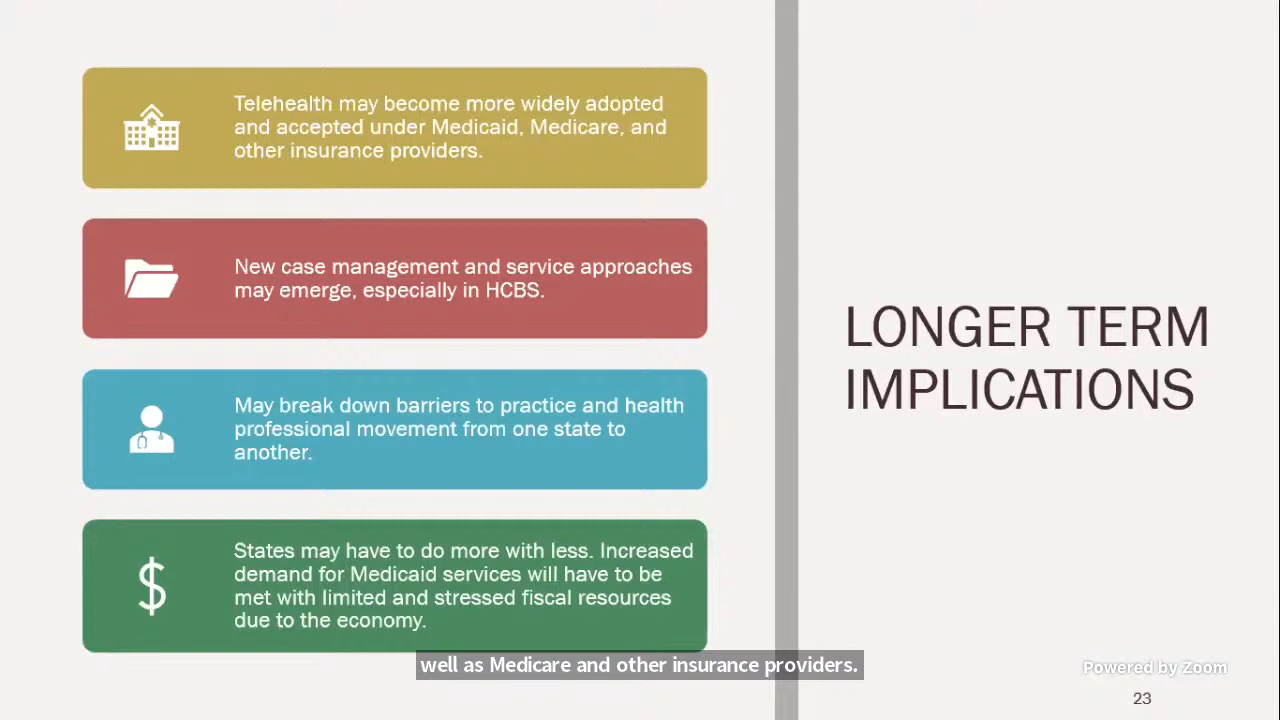 Telehealth may become more widely adopted
and accepted under Medicaid, Medicare, and
other insurance providers.
New case management and service approaches
may emerge, especially in HCBS.
May break down barriers to practice and health
professional movement from one state to
another.
States may have to do more with less. Increased
demand for Medicaid services will have to be
met with limited and stressed fiscal resources
due to the economy.
LONGER TERM
IMPLICATIONS
well as Medicare and other insurance providers.
Powered by Zoom
23